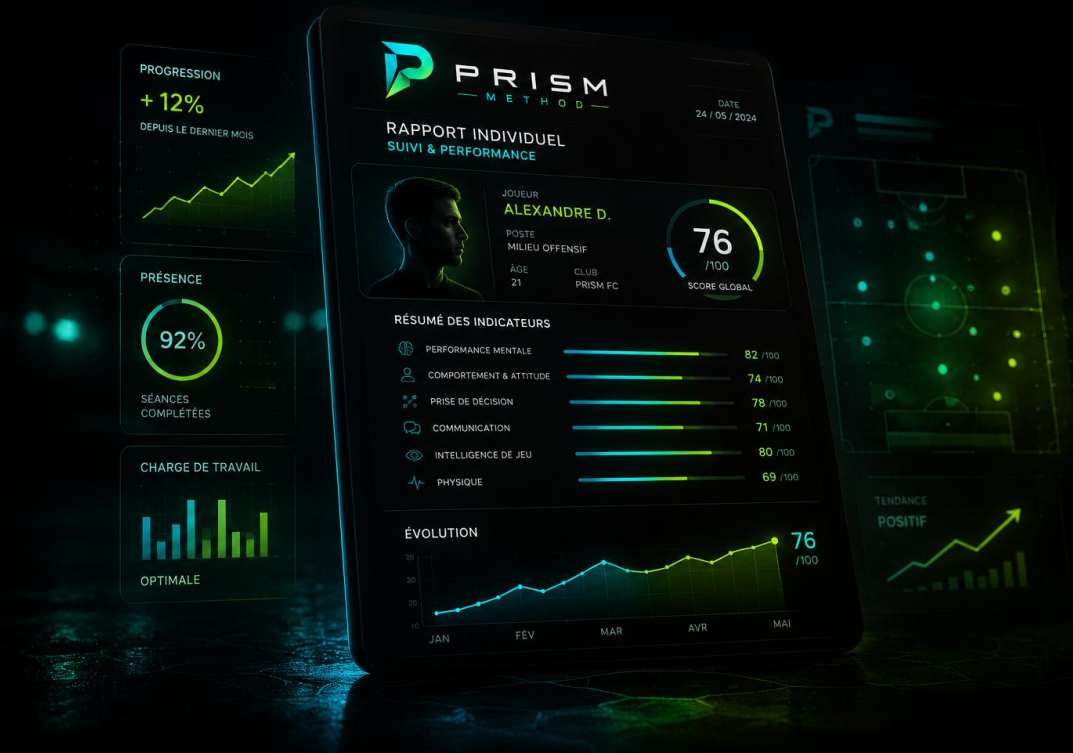 PROGRESSION
+ 12%
DEPUIS LE DERNIER MOIS
PRÉSENCE
92%
SÉANCES
COMPLÉTÉES
CHARGE DE TRAVAIL
OPTIMALE
PRISM
METHOD
DATE
24 / 05 / 2024
RAPPORT INDIVIDUEL
SUIVI & PERFORMANCE
JOUEUR
ALEXANDRE D.
POSTE
MILIEU OFFENSIF
ÂGE
21
CLUB
PRISM FC
76
/100
SCORE GLOBAL
RÉSUMÉ DES INDICATEURS
PERFORMANCE MENTALE 82 /100
COMPORTEMENT & ATTITUDE 74 /100
PRISE DE DÉCISION 78 /100
COMMUNICATION 71 /100
INTELLIGENCE DE JEU 80 /100
PHYSIQUE 69 /100
ÉVOLUTION
76
/100
JAN FÉV MAR AVR MAI
TENDANCE
POSITIF